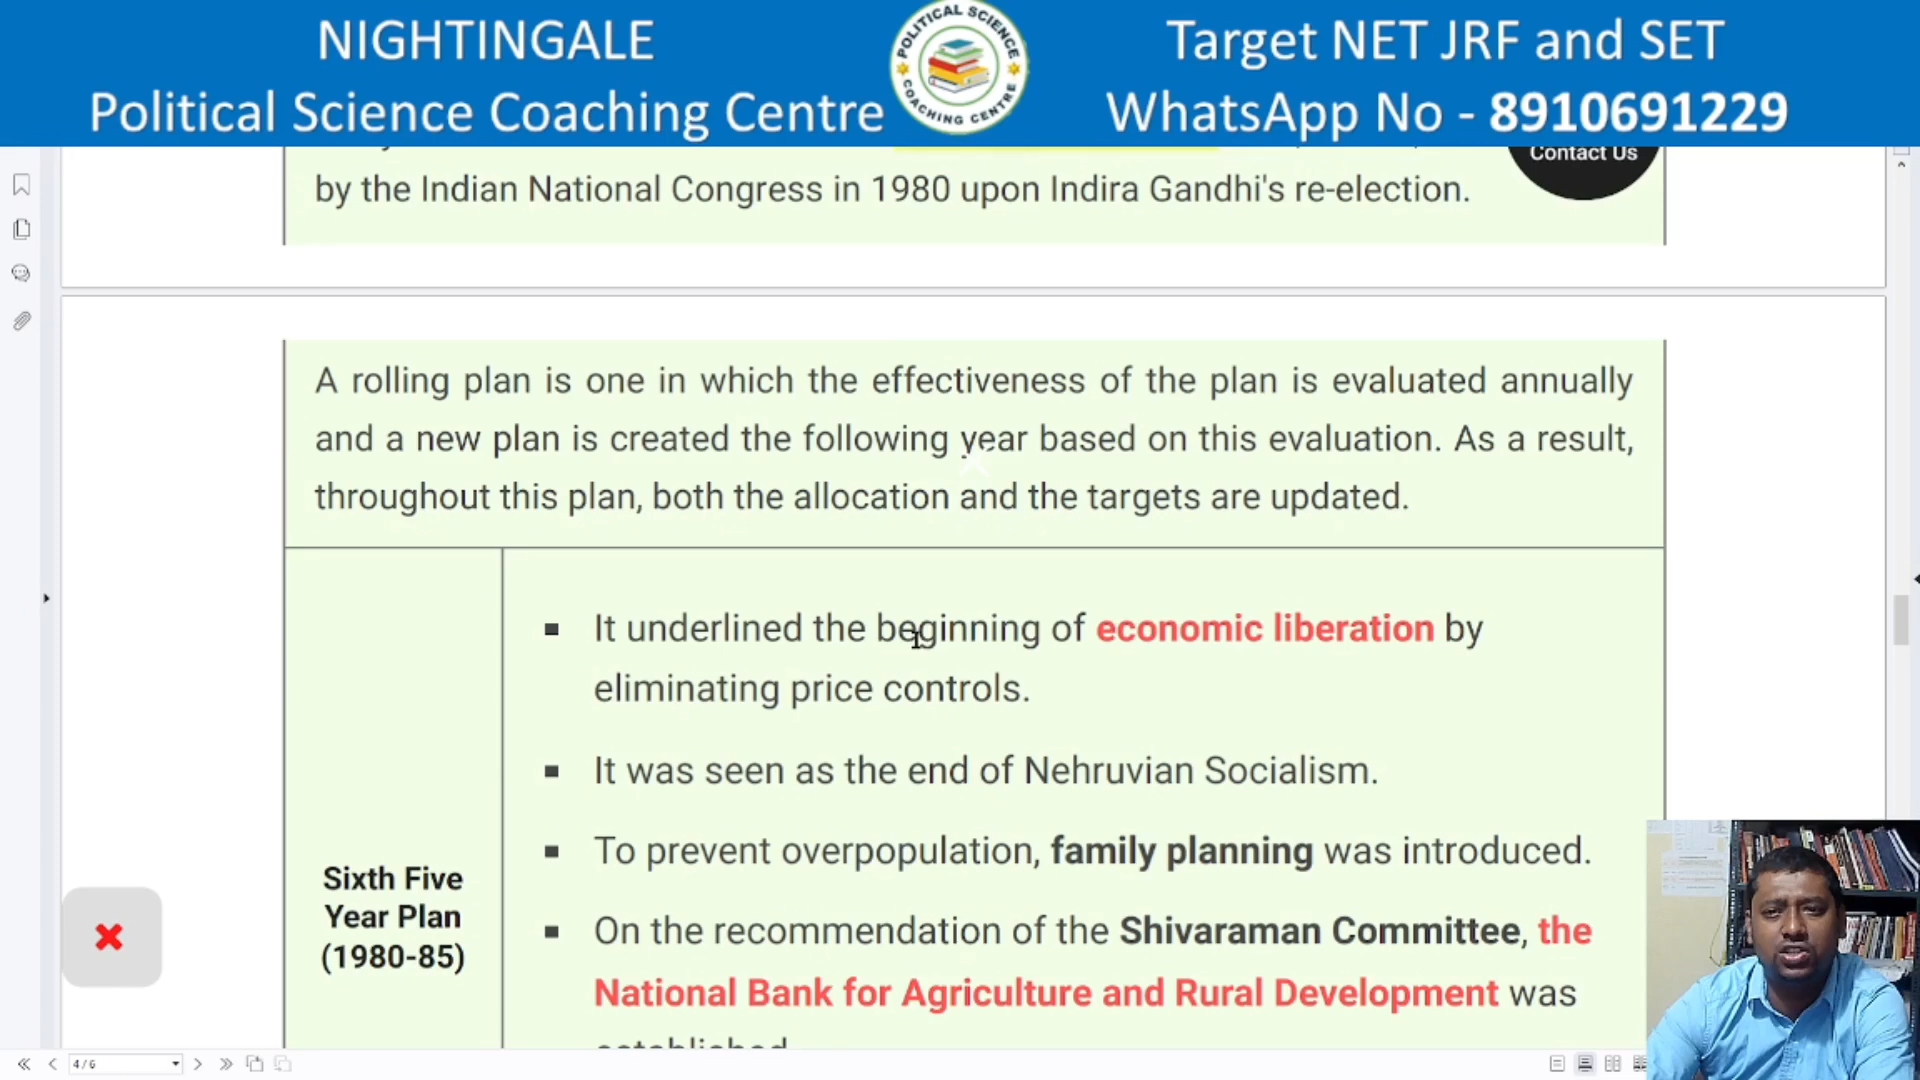 NIGHTINGALE
Political Science Coaching Centre
POLITICAL SCIENCE
COACHING CENTRE
Target NET JRF and SET
WhatsApp No - 8910691229
Contact Us
by the Indian National Congress in 1980 upon Indira Gandhi's re-election.
A rolling plan is one in which the effectiveness of the plan is evaluated annually
and a new plan is created the following year based on this evaluation. As a result,
throughout this plan, both the allocation and the targets are updated.
Sixth Five
Year Plan
(1980-85)
▪ It underlined the beginning of economic liberation by
eliminating price controls.
▪ It was seen as the end of Nehruvian Socialism.
▪ To prevent overpopulation, family planning was introduced.
▪ On the recommendation of the Shivaraman Committee, the
National Bank for Agriculture and Rural Development was
established.
4/6